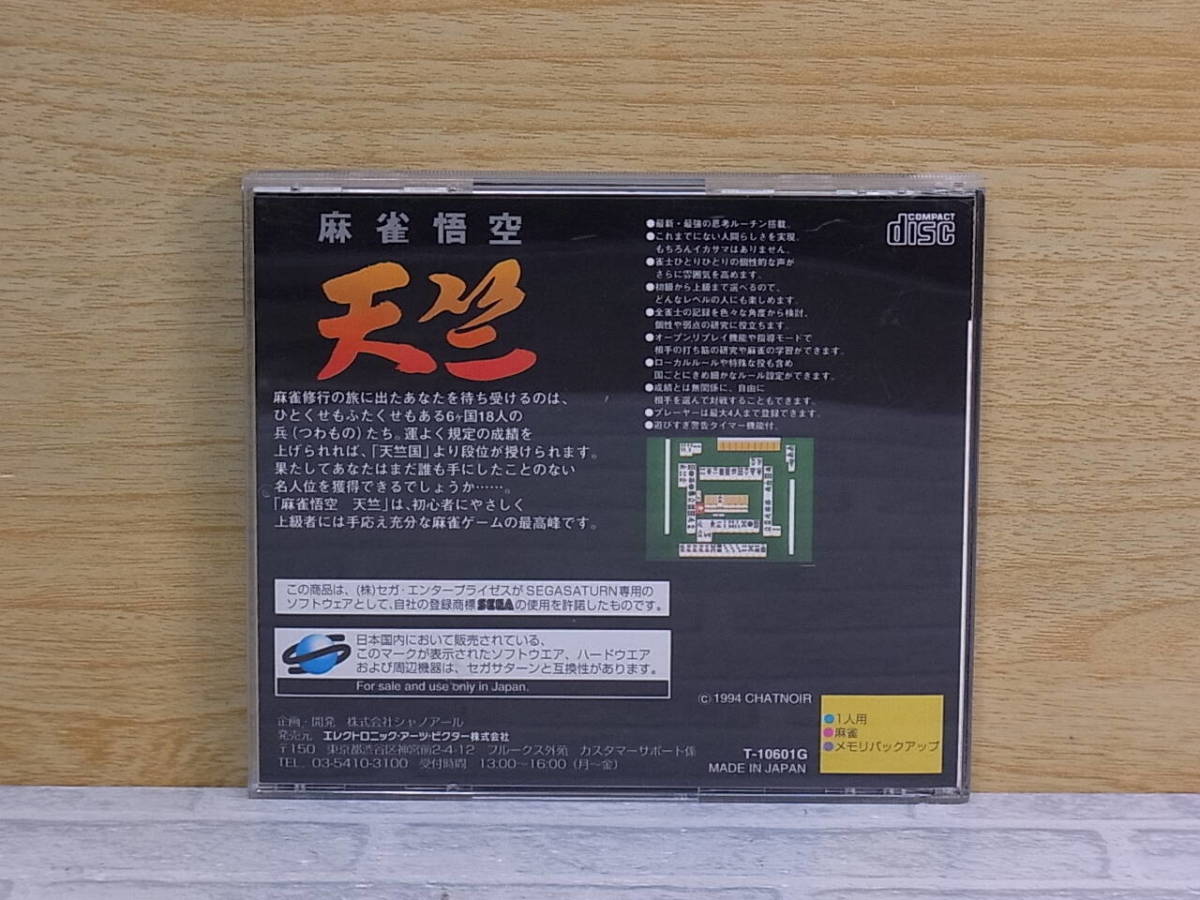 麻雀悟空
天竺
麻雀修行の旅に出たあなたを待ち受けるのは、
ひとくせもふたくせもある6ヶ国18人の
兵(つわもの)たち。運よく規定の成績を
上げられれば、「天竺国」より段位が授けられます。
果たしてあなたはまだ誰も手にしたことのない
名人位を獲得できるでしょうか……。
「麻雀悟空 天竺」は、初心者にやさしく
上級者には手応え充分な麻雀ゲームの最高峰です。
●最新・最強の思考ルーチン搭載。
●これまでにない人間らしさを実現。
もちろんイカサマはありません。
●雀士ひとりひとりの個性的な声が
さらに雰囲気を高めます。
●初級から上級まで選べるので、
どんなレベルの人にも楽しめます。
●全雀士の記録を色々な角度から検討、
個性や弱点の研究に役立ちます。
●オープンリプレイ機能や指導モードで
相手の打ち筋の研究や麻雀の学習ができます。
●ローカルルールや特殊な役も含め
国ごとにきめ細かなルール設定ができます。
●成績とは無関係に、自由に
相手を選んで対戦することもできます。
●プレーヤーは最大4人まで登録できます。
●遊びすぎ警告タイマー機能付。
COMPACT
disc
この商品は、(株)セガ・エンタープライゼスがSEGASATURN専用の
ソフトウェアとして、自社の登録商標SEGAの使用を許諾したものです。
日本国内において販売されている、
このマークが表示されたソフトウエア、ハードウエア
および周辺機器は、セガサターンと互換性があります。
For sale and use only in Japan.
(C) 1994 CHATNOIR
企画・開発 株式会社シャノアール
発売元 エレクトロニック・アーツ・ビクター株式会社
〒150 東京都渋谷区神宮前2-4-12 フルークス外苑 カスタマーサポート係
TEL. 03-5410-3100 受付時間 13:00〜16:00(月〜金)
T-10601G
MADE IN JAPAN
●1人用
●麻雀
●メモリバックアップ